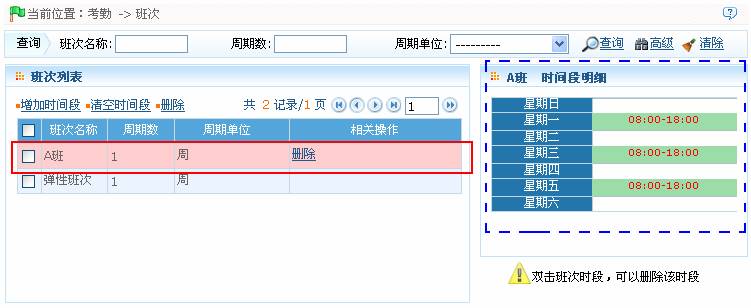 当前位置：考勤 -> 班次
查询 班次名称: 周期数: 周期单位: --------- 查询 高级 清除
班次列表
增加时间段 清空时间段 删除 共 2 记录/1 页 1
班次名称 周期数 周期单位 相关操作
A班 1 周 删除
弹性班次 1 周
A班 时间段明细
星期日
星期一 08:00-18:00
星期二
星期三 08:00-18:00
星期四
星期五 08:00-18:00
星期六
双击班次时段，可以删除该时段